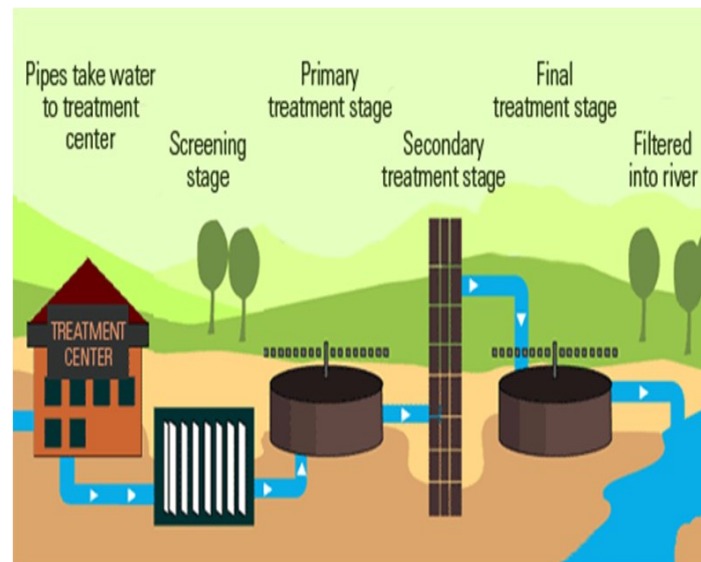 Pipes take water
to treatment
center
Screening
stage
Primary
treatment stage
Secondary
treatment stage
Final
treatment stage
Filtered
into river
TREATMENT
CENTER